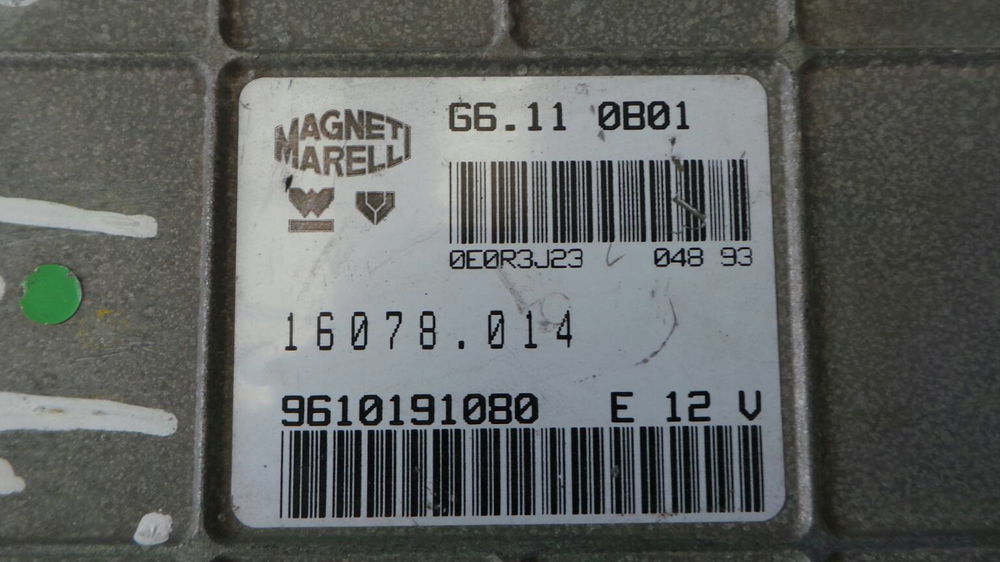 MAGNETI
MARELLI
G6.11 0B01
0E0R3J23 048 93
16078.014
9610191080 E 12 V